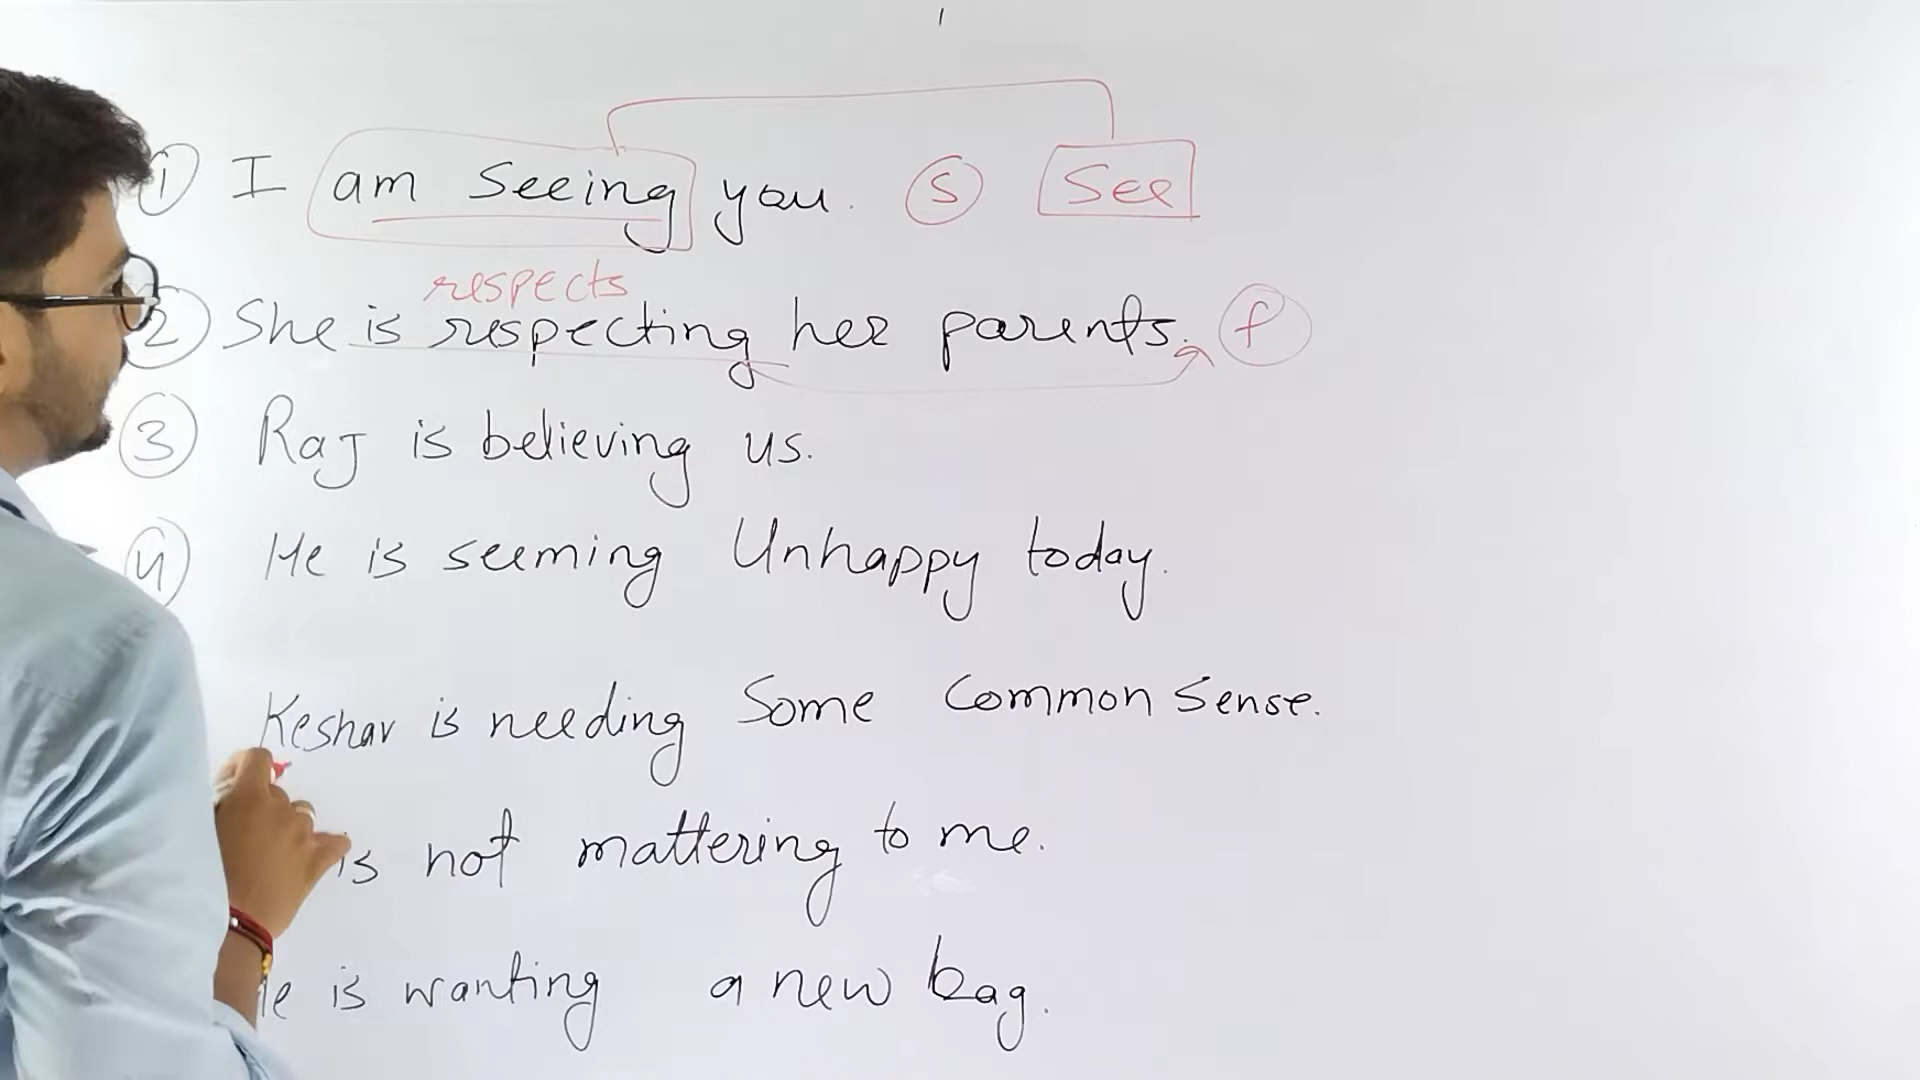 ① I am Seeing you. Ⓢ See
respects
② She is respecting her parents. ⓕ
③ Raj is believing us.
④ He is seeming Unhappy today.
Keshav is needing Some Common Sense.
is not mattering to me.
is wanting a new bag.